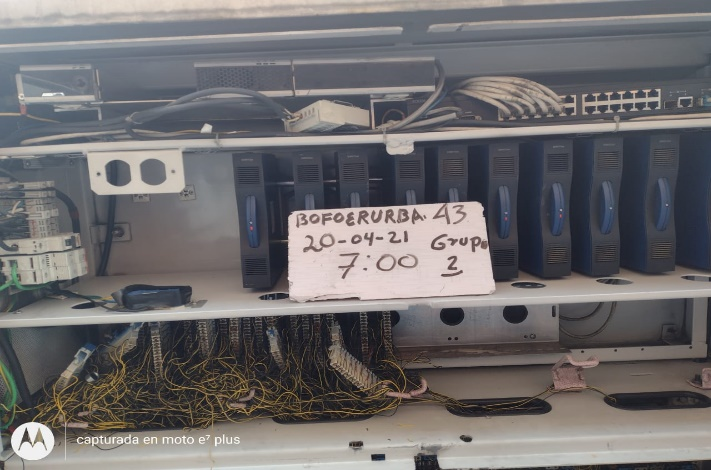 BOFOERURBA. 43
20-04-21 Grupo
7:00 2
capturada en moto e⁷ plus